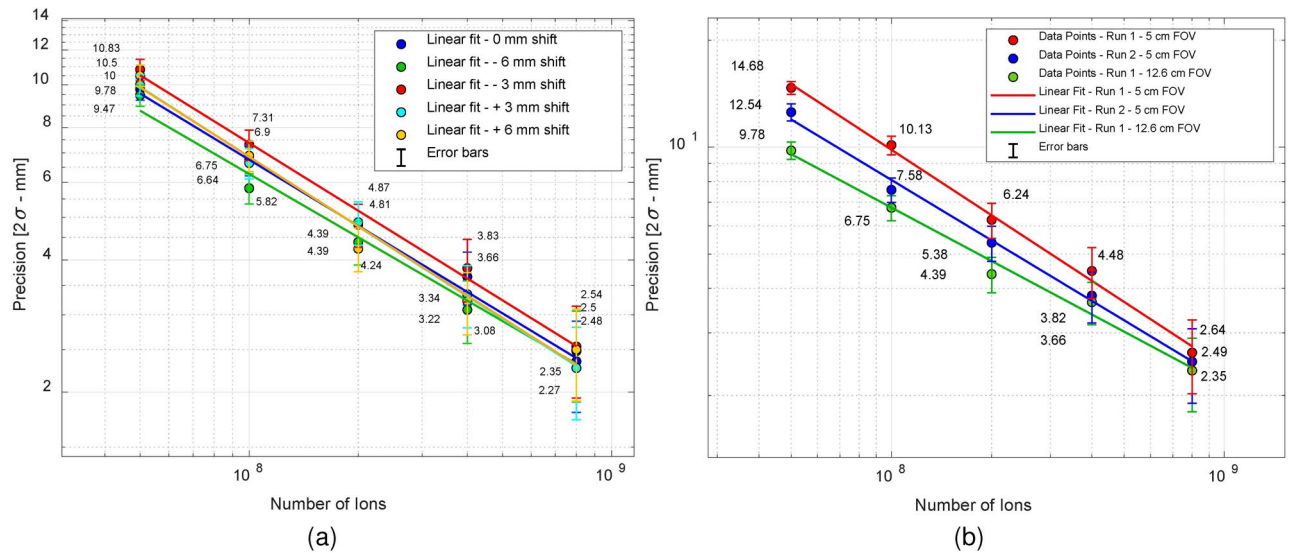 (a)
Precision [2σ - mm]
14
12
10
8
6
4
2
10.83
10.5
10
9.78
9.47
7.31
6.9
6.75
6.64
5.82
4.87
4.81
4.39
4.39
4.24
3.83
3.66
3.34
3.22
3.08
2.54
2.5
2.48
2.35
2.27
Linear fit - 0 mm shift
Linear fit - - 6 mm shift
Linear fit - - 3 mm shift
Linear fit - + 3 mm shift
Linear fit - + 6 mm shift
Error bars
10 8
10 9
Number of Ions
(a)
b)
Precision [2σ - mm]
10 1
14.68
12.54
9.78
10.13
7.58
6.75
6.24
5.38
4.39
4.48
3.82
3.66
2.64
2.49
2.35
Data Points - Run 1 - 5 cm FOV
Data Points - Run 2 - 5 cm FOV
Data Points - Run 1 - 12.6 cm FOV
Linear Fit - Run 1 - 5 cm FOV
Linear Fit - Run 2 - 5 cm FOV
Linear Fit - Run 1 - 12.6 cm FOV
Error bars
10 8
10 9
Number of Ions
(b)